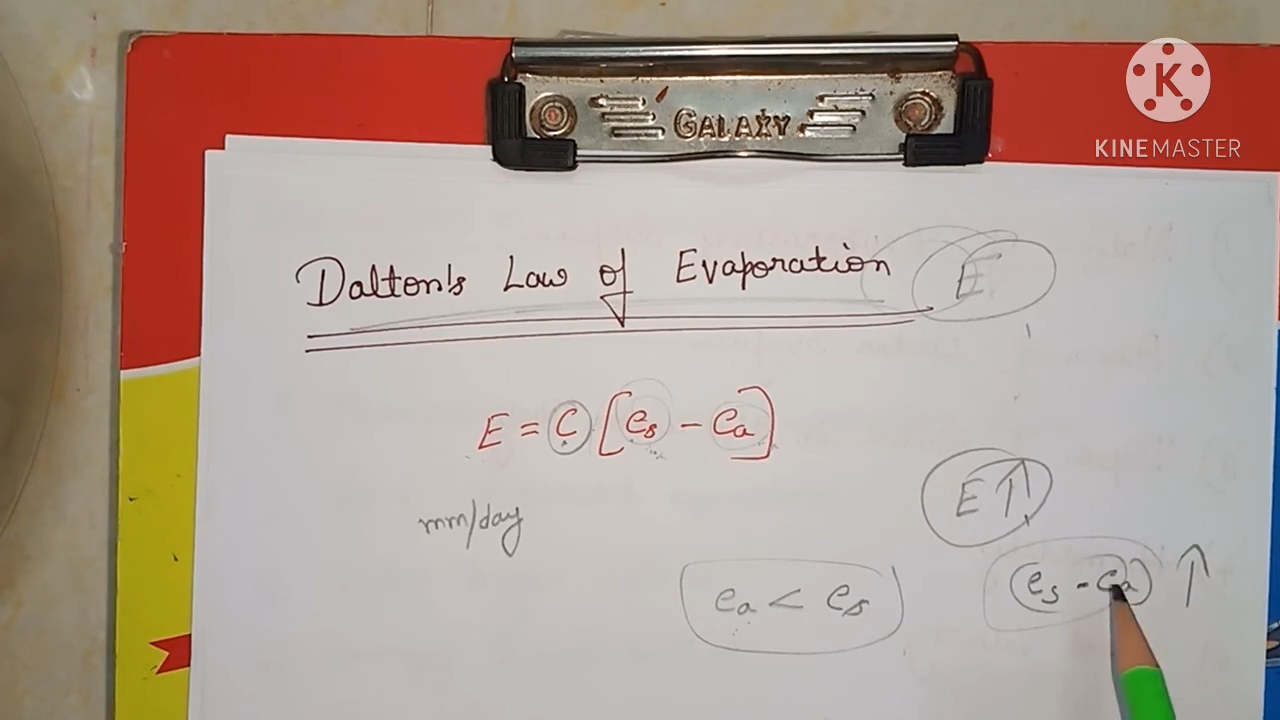 K
KINEMASTER
GALAXY
Dalton's Law of Evaporation E
E = C [es - ea]
E ↑
mm/day
ea < es (es - ea) ↑